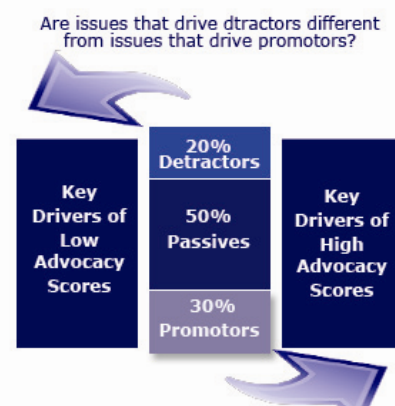 Are issues that drive dtractors different
from issues that drive promotors?
Key
Drivers of
Low
Advocacy
Scores
20%
Detractors
50%
Passives
30%
Promotors
Key
Drivers of
High
Advocacy
Scores